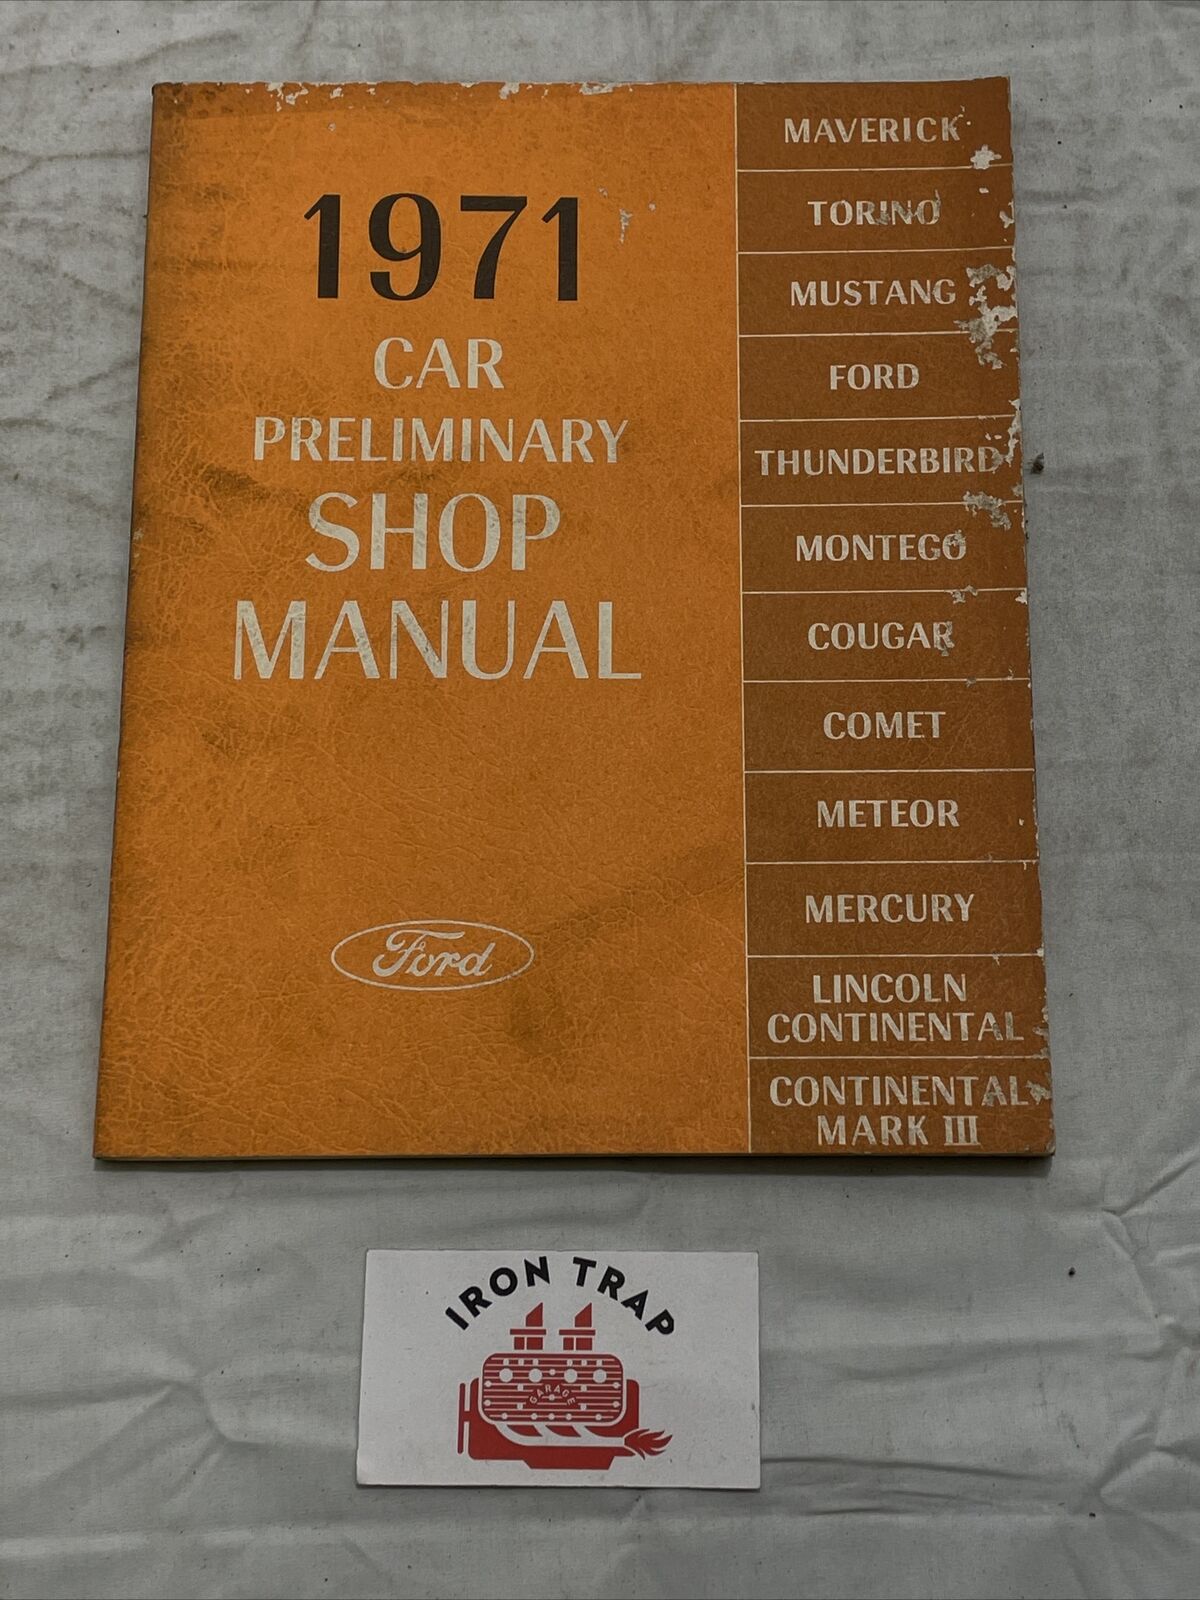 1971
CAR
PRELIMINARY
SHOP
MANUAL
Ford
MAVERICK
TORINO
MUSTANG
FORD
THUNDERBIRD
MONTEGO
COUGAR
COMET
METEOR
MERCURY
LINCOLN
CONTINENTAL
CONTINENTAL
MARK III
IRON TRAP
GARAGE